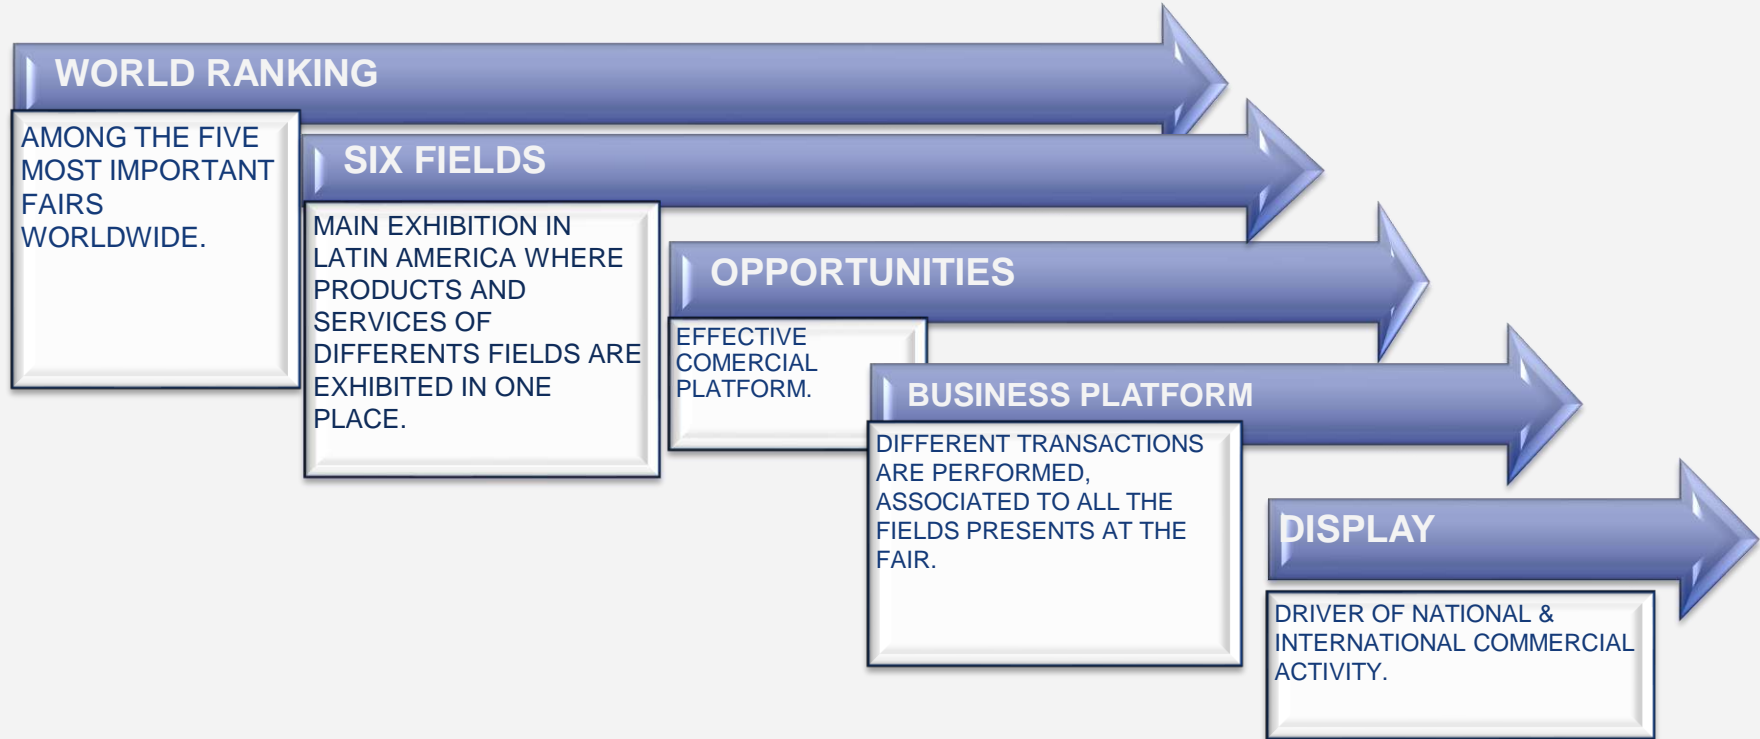 WORLD RANKING
AMONG THE FIVE
MOST IMPORTANT
FAIRS
WORLDWIDE.
SIX FIELDS
MAIN EXHIBITION IN
LATIN AMERICA WHERE
PRODUCTS AND
SERVICES OF
DIFFERENTS FIELDS ARE
EXHIBITED IN ONE
PLACE.
OPPORTUNITIES
EFFECTIVE
COMERCIAL
PLATFORM.
BUSINESS PLATFORM
DIFFERENT TRANSACTIONS
ARE PERFORMED,
ASSOCIATED TO ALL THE
FIELDS PRESENTS AT THE
FAIR.
DISPLAY
DRIVER OF NATIONAL &
INTERNATIONAL COMMERCIAL
ACTIVITY.